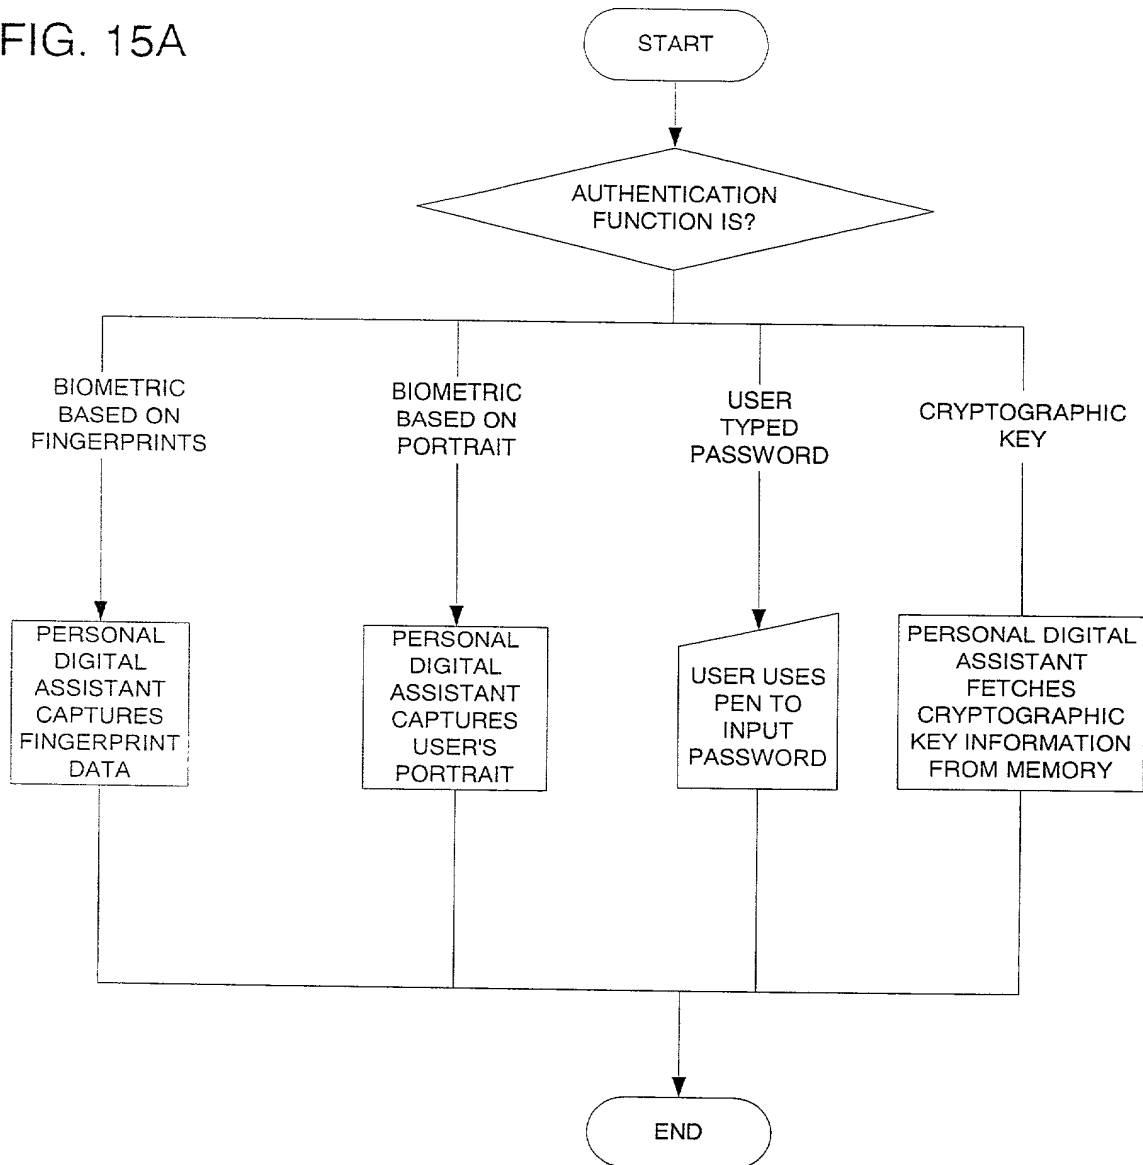 FIG. 15A
START
AUTHENTICATION
FUNCTION IS?
BIOMETRIC
BASED ON
FINGERPRINTS
BIOMETRIC
BASED ON
PORTRAIT
USER
TYPED
PASSWORD
CRYPTOGRAPHIC
KEY
PERSONAL
DIGITAL
ASSISTANT
CAPTURES
FINGERPRINT
DATA
PERSONAL
DIGITAL
ASSISTANT
CAPTURES
USER'S
PORTRAIT
USER USES
PEN TO
INPUT
PASSWORD
PERSONAL DIGITAL
ASSISTANT
FETCHES
CRYPTOGRAPHIC
KEY INFORMATION
FROM MEMORY
END